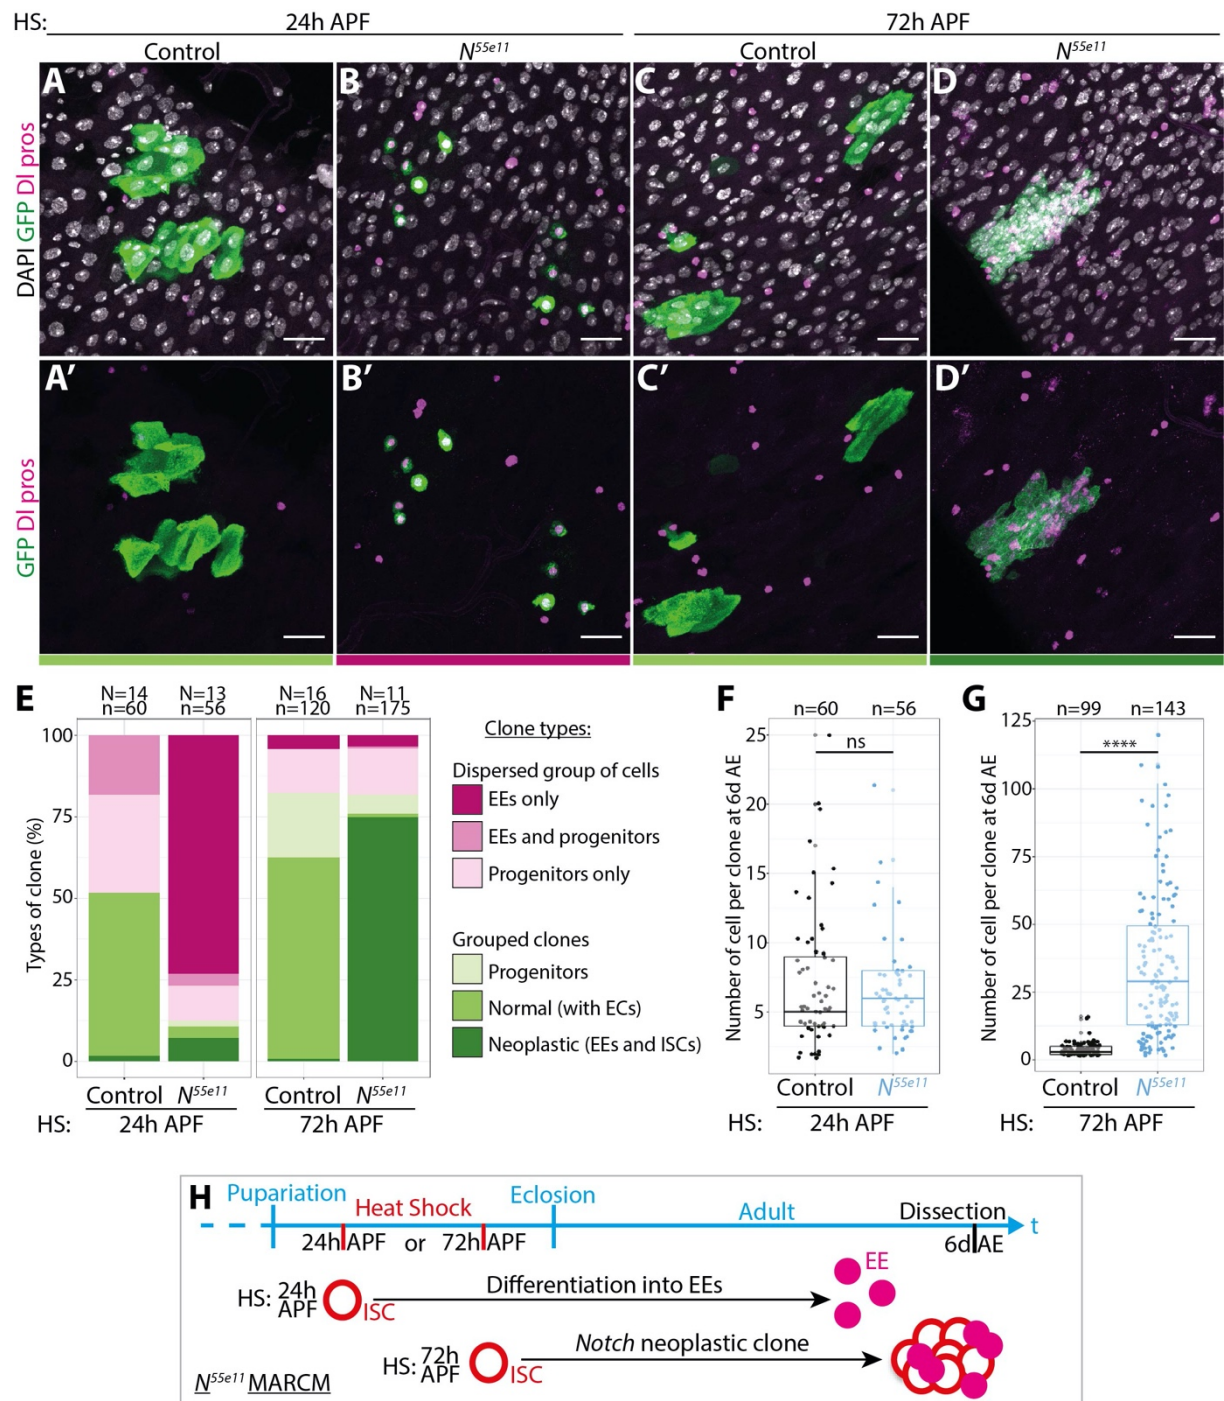 HS: 24h APF 72h APF
Control N55e11 Control N55e11
A B C D
DAPI GFP Dl pros
A′ B′ C′ D′
GFP Dl pros
E
N=14 N=13 N=16 N=11
n=60 n=56 n=120 n=175
Types of clone (%)
100
75
50
25
0
Control N55e11 Control N55e11
HS: 24h APF 72h APF
Clone types:
Dispersed group of cells
EEs only
EEs and progenitors
Progenitors only
Grouped clones
Progenitors
Normal (with ECs)
Neoplastic (EEs and ISCs)
F
n=60 n=56
ns
Number of cell per clone at 6d AE
25
20
15
10
5
Control N55e11
HS: 24h APF
G
n=99 n=143
****
Number of cell per clone at 6d AE
125
100
75
50
25
0
Control N55e11
HS: 72h APF
H
Pupariation Heat Shock Eclosion Adult Dissection
24h APF or 72h APF 6d AE t
HS: 24h APF ISC Differentiation into EEs EE
HS: 72h APF ISC Notch neoplastic clone
N55e11 MARCM